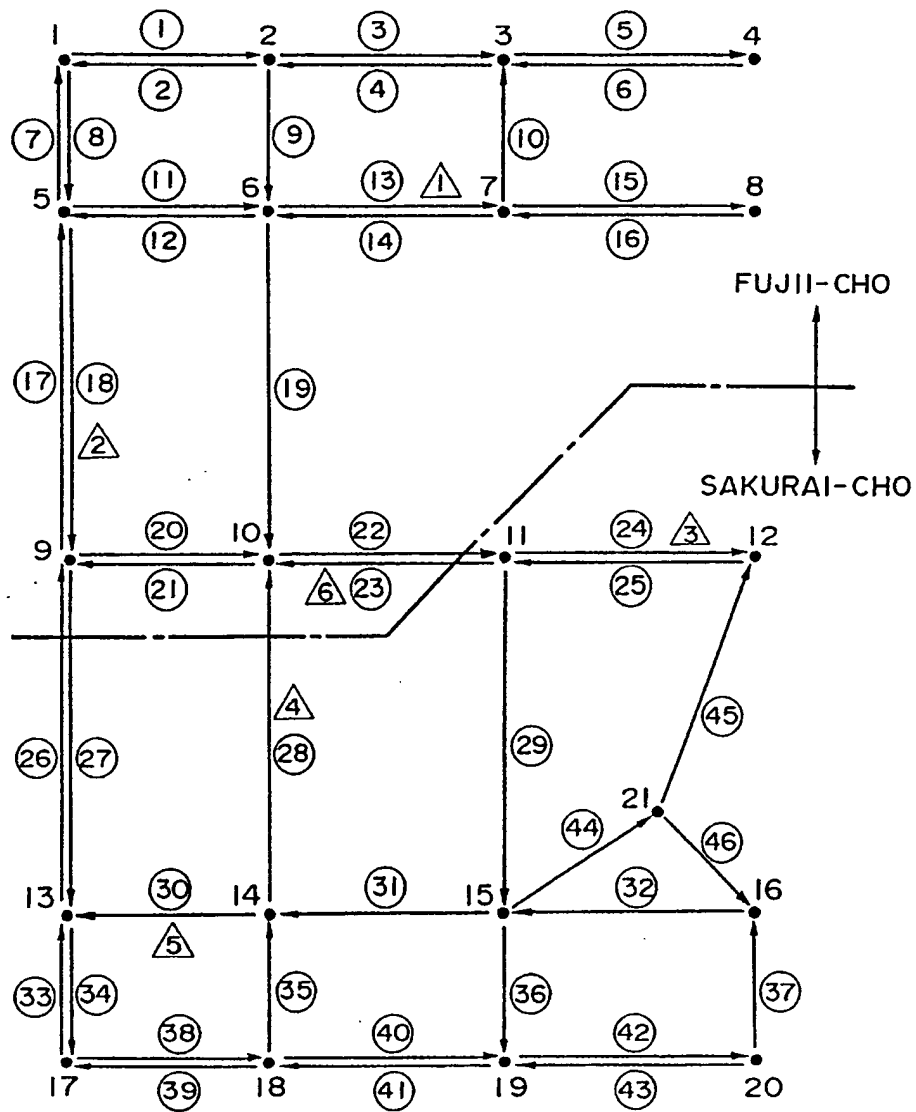 1 ① 2 ③ 3 ⑤ 4
② ④ ⑥
⑦ ⑧ ⑨ ⑩
5 ⑪ 6 ⑬ 1 7 ⑮ 8
⑫ ⑭ ⑯
FUJII-CHO
⑰ ⑱ ⑲
2
SAKURAI-CHO
9 ⑳ 10 ㉒ 11 ㉔ 3 12
㉑ 6 ㉓ ㉕
4
㉖ ㉗ ㉘ ㉙ ㊺
21
㊹ ㊻
13 ㉚ 14 ㉛ 15 ㉜ 16
5
㉝ ㉞ ㉟ ㊱ ㊲
㊳ ㊵ ㊷
17 ㊴ 18 ㊶ 19 ㊸ 20